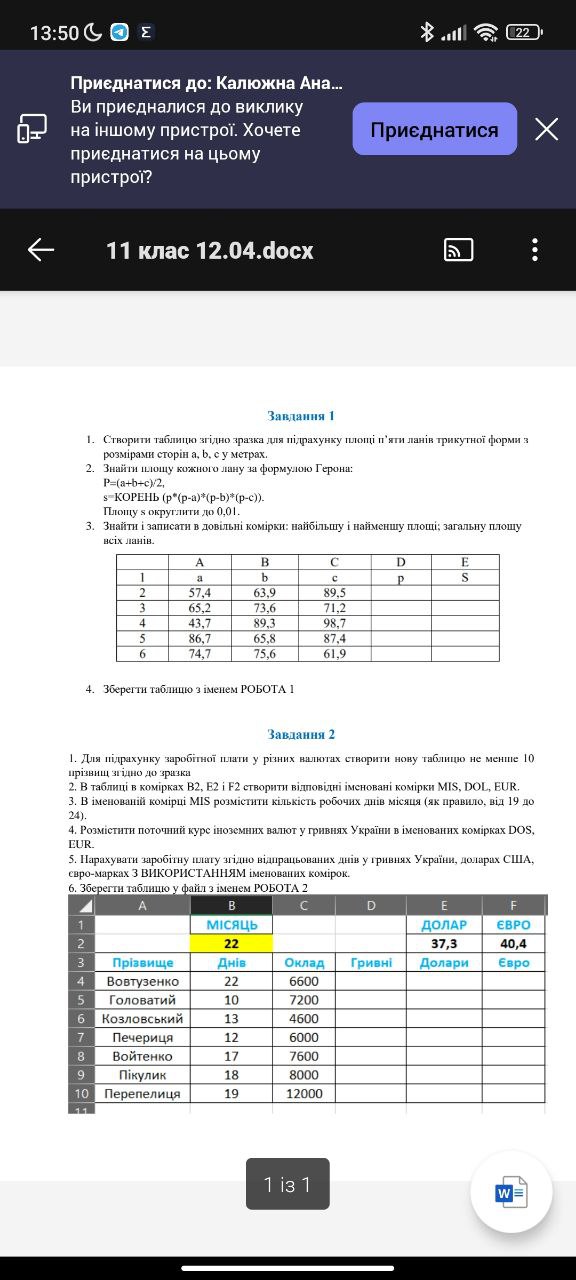 13:50
22
Приєднатися до: Калюжна Ана...
Ви приєдналися до виклику
на іншому пристрої. Хочете
приєднатися на цьому
пристрої?
Приєднатися
11 клас 12.04.docx
Завдання 1
1. Створити таблицю згідно зразка для підрахунку площі п’яти ланів трикутної форми з
розмірами сторін a, b, c у метрах.
2. Знайти площу кожного лану за формулою Герона:
P=(a+b+c)/2,
s=КОРЕНЬ (p*(p-a)*(p-b)*(p-c)).
Площу s округлити до 0,01.
3. Знайти і записати в довільні комірки: найбільшу і найменшу площі; загальну площу
всіх ланів.
A B C D E
1 a b c p S
2 57,4 63,9 89,5
3 65,2 73,6 71,2
4 43,7 89,3 98,7
5 86,7 65,8 87,4
6 74,7 75,6 61,9
4. Зберегти таблицю з іменем РОБОТА 1
Завдання 2
1. Для підрахунку заробітної плати у різних валютах створити нову таблицю не менше 10
прізвищ згідно до зразка
2. В таблиці в комірках B2, E2 і F2 створити відповідні іменовані комірки MIS, DOL, EUR.
3. В іменованій комірці MIS розмістити кількість робочих днів місяця (як правило, від 19 до
24).
4. Розмістити поточний курс іноземних валют у гривнях України в іменованих комірках DOS,
EUR.
5. Нарахувати заробітну плату згідно відпрацьованих днів у гривнях України, доларах США,
євро-марках З ВИКОРИСТАННЯМ іменованих комірок.
6. Зберегти таблицю у файл з іменем РОБОТА 2
A B C D E F
1 МІСЯЦЬ ДОЛАР ЄВРО
2 22 37,3 40,4
3 Прізвище Днів Оклад Гривні Долари Євро
4 Вовтузенко 22 6600
5 Головатий 10 7200
6 Козловський 13 4600
7 Печериця 12 6000
8 Войтенко 17 7600
9 Пікулик 18 8000
10 Перепелиця 19 12000
11
1 із 1
W